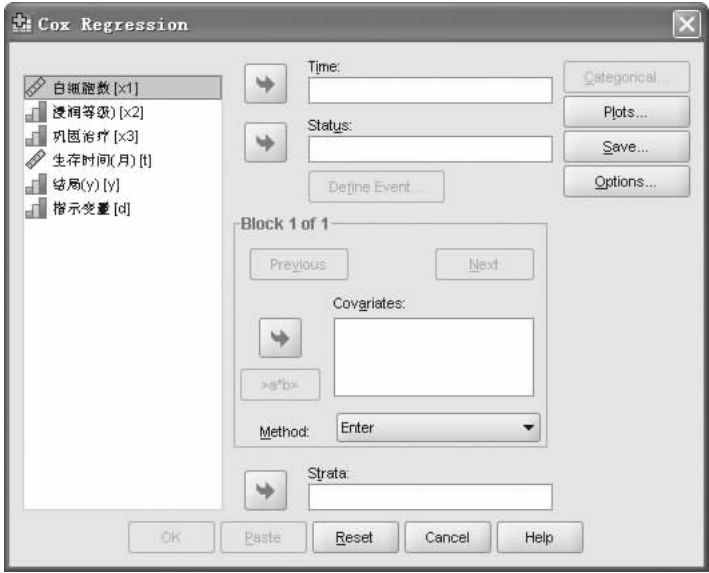 Cox Regression
白细胞数 [x1]
浸润等级) [x2]
巩固治疗 [x3]
生存时间(月) [t]
结局(y) [y]
指示变量 [d]
Time:
Status:
Define Event...
Block 1 of 1
Previous
Next
Covariates:
>a*b>
Method:
Enter
Strata:
Categorical...
Plots...
Save...
Options...
OK
Paste
Reset
Cancel
Help